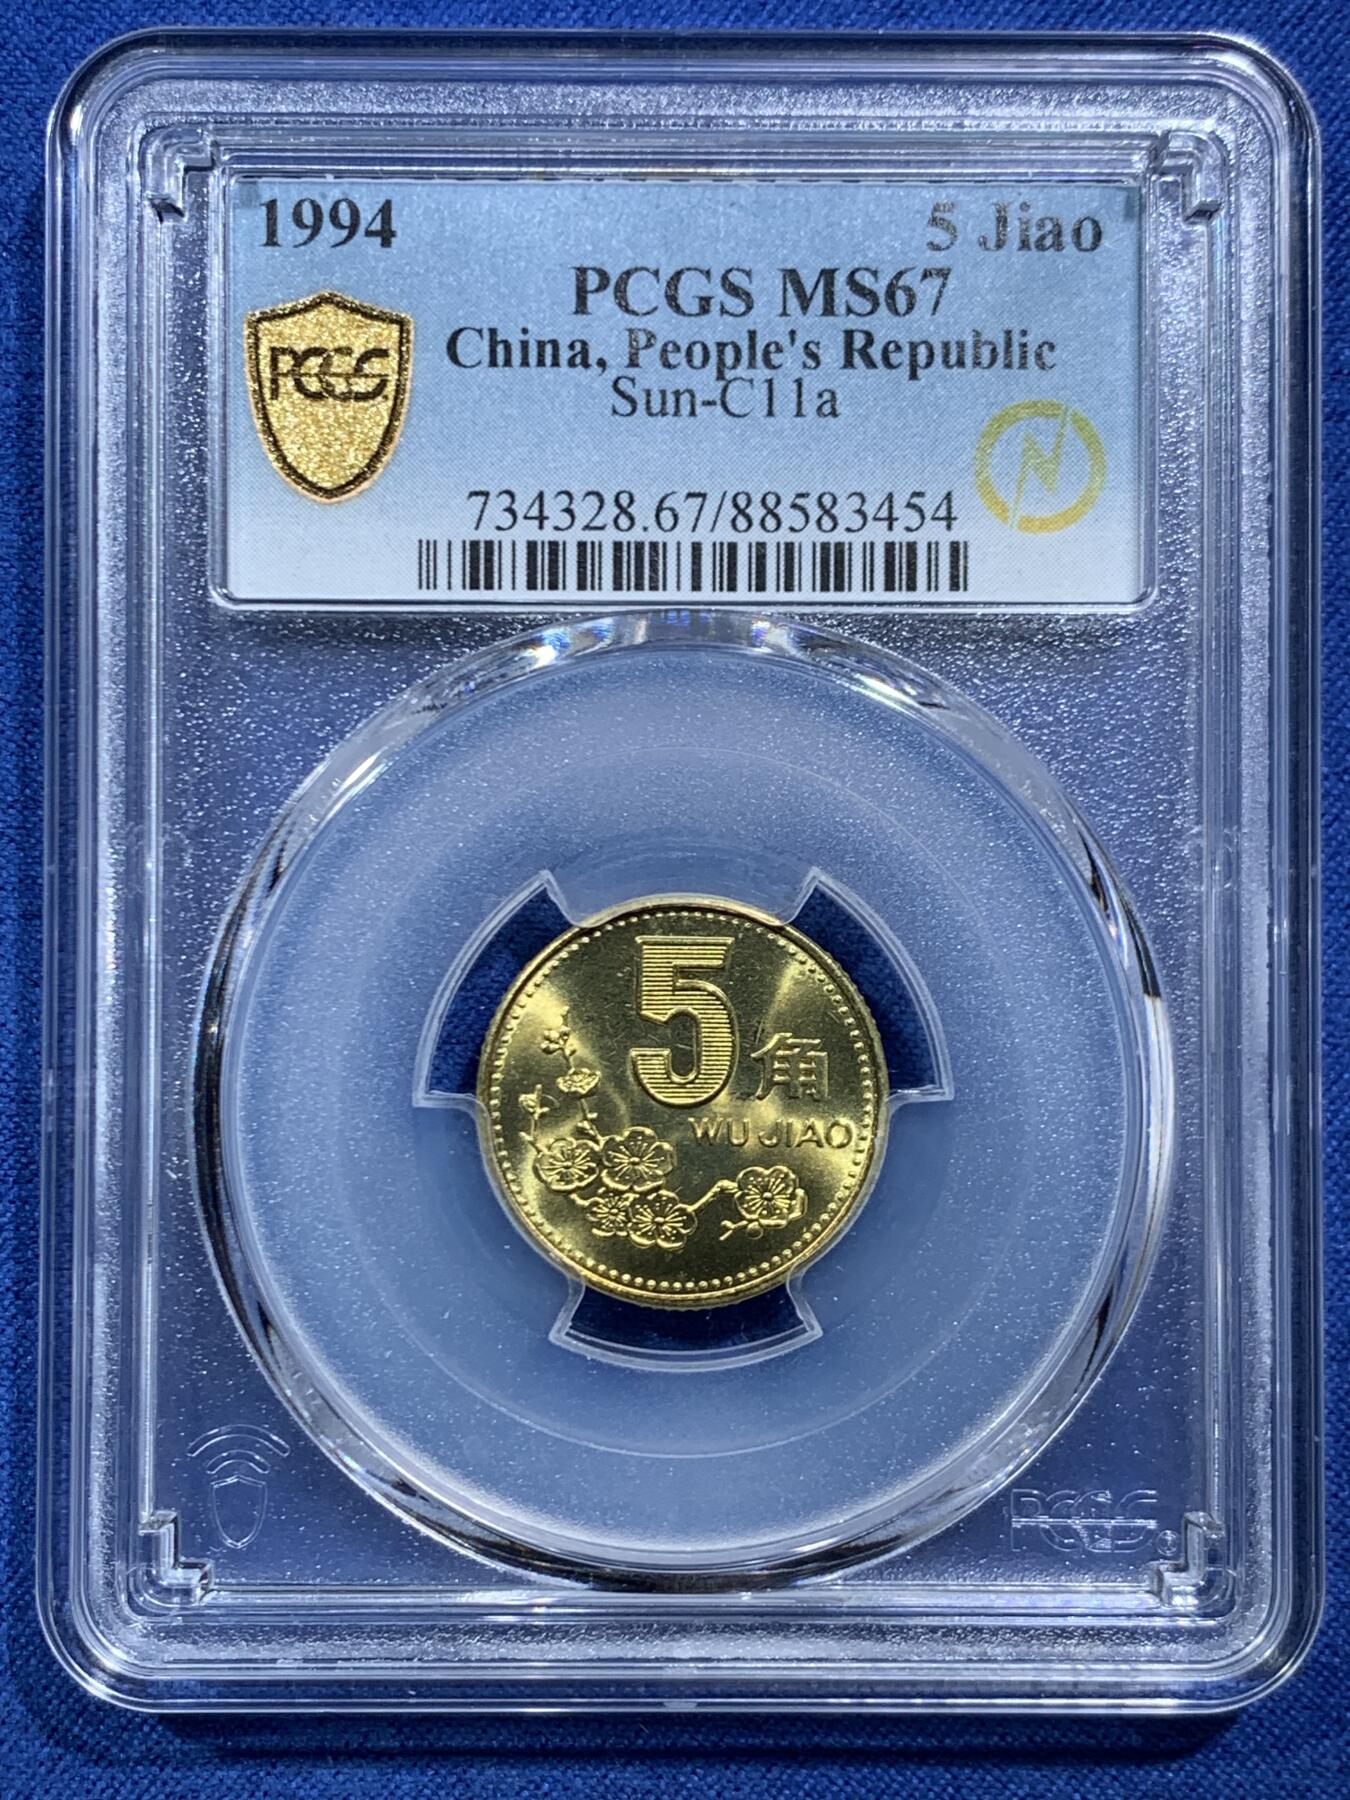 1994 5 Jiao
PCGS MS67
PCGS
China, People's Republic
Sun-C11a
N
734328.67/88583454
5角
WU JIAO
PCGS